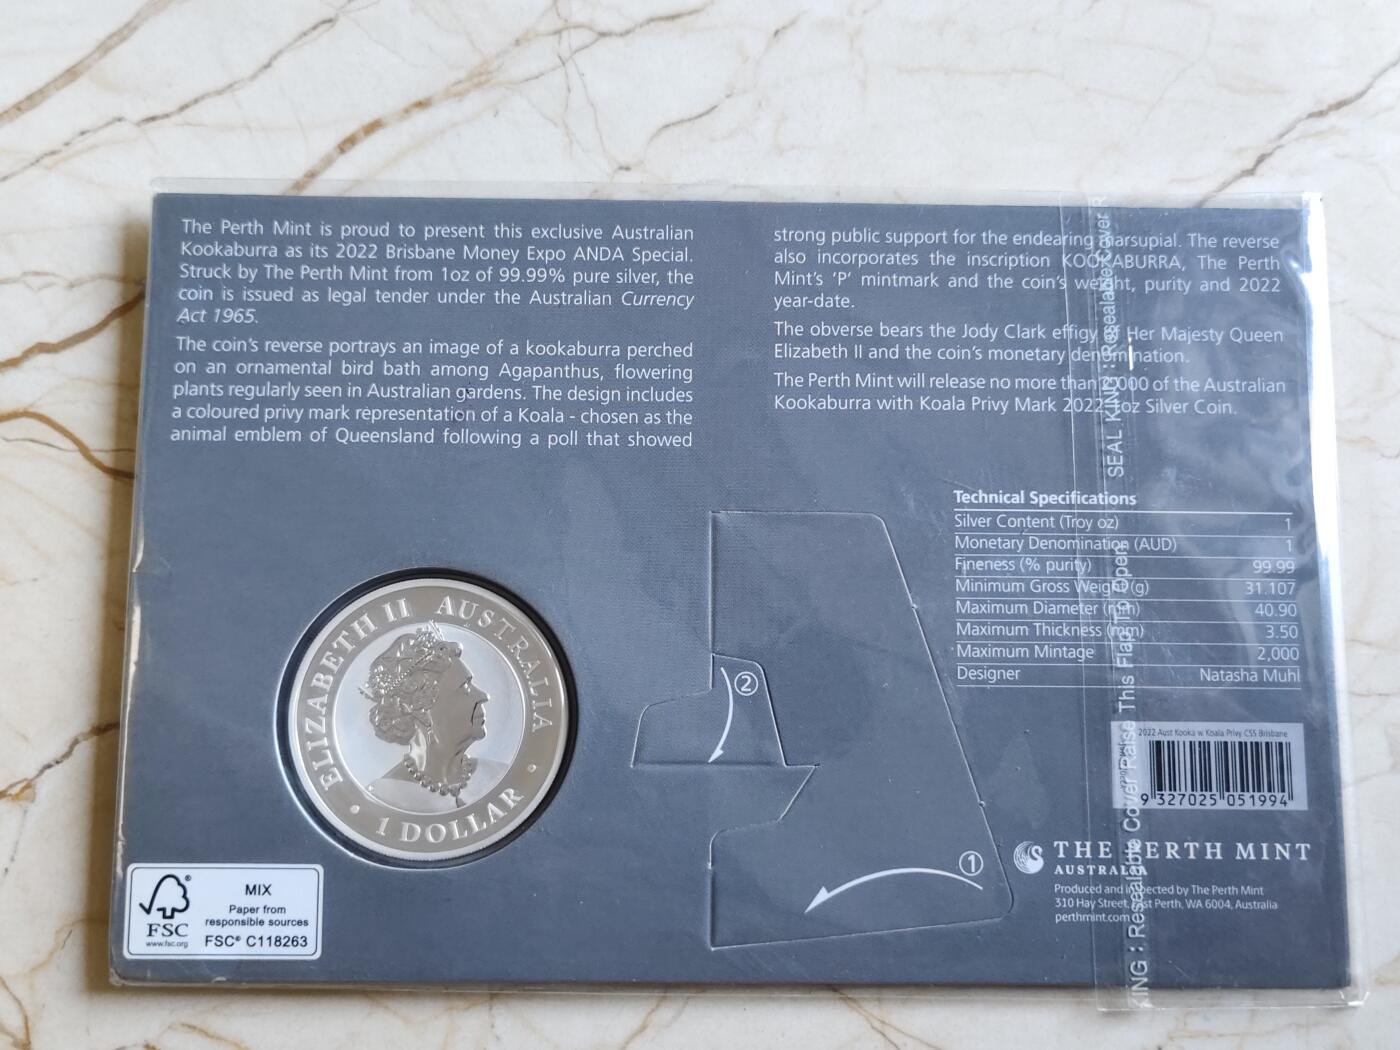 The Perth Mint is proud to present this exclusive Australian
Kookaburra as its 2022 Brisbane Money Expo ANDA Special.
Struck by The Perth Mint from 1oz of 99.99% pure silver, the
coin is issued as legal tender under the Australian Currency
Act 1965.
The coin's reverse portrays an image of a kookaburra perched
on an ornamental bird bath among Agapanthus, flowering
plants regularly seen in Australian gardens. The design includes
a coloured privy mark representation of a Koala - chosen as the
animal emblem of Queensland following a poll that showed
strong public support for the endearing marsupial. The reverse
also incorporates the inscription KOOKABURRA, The Perth
Mint's 'P' mintmark and the coin's weight, purity and 2022
year-date.
The obverse bears the Jody Clark effigy of Her Majesty Queen
Elizabeth II and the coin's monetary denomination.
The Perth Mint will release no more than 2,000 of the Australian
Kookaburra with Koala Privy Mark 2022 1oz Silver Coin.
Technical Specifications
Silver Content (Troy oz) 1
Monetary Denomination (AUD) 1
Fineness (% purity) 99.99
Minimum Gross Weight (g) 31.107
Maximum Diameter (mm) 40.90
Maximum Thickness (mm) 3.50
Maximum Mintage 2,000
Designer Natasha Muhl
ELIZABETH II AUSTRALIA
1 DOLLAR
2
1
2022 Aust Kooka w Koala Privy CSS Brisbane
9 327025 051994
THE PERTH MINT
AUSTRALIA
Produced and inspected by The Perth Mint
310 Hay Street, East Perth, WA 6004, Australia
perthmint.com
FSC®
www.fsc.org
MIX
Paper from
responsible sources
FSC® C118263
KING : Resealable Cover Raise This Flap To Open SEAL KING : Resealable Cover R